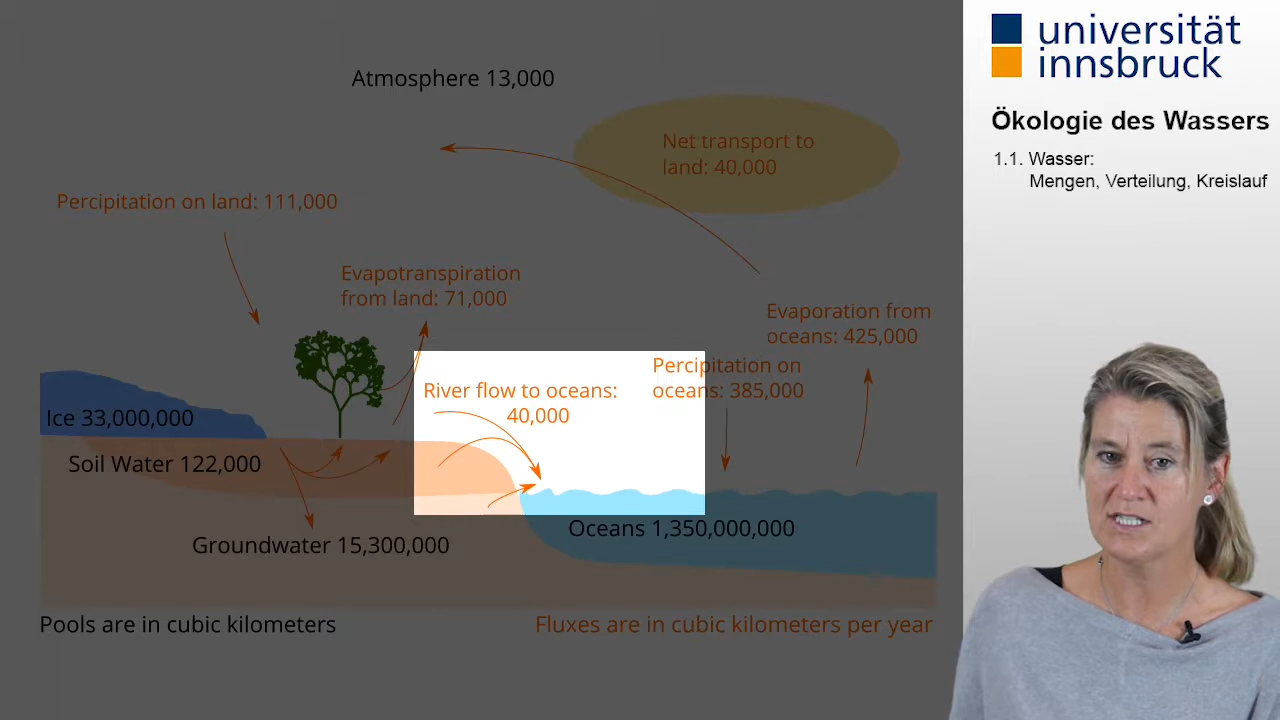 Atmosphere 13,000
Net transport to
land: 40,000
Percipitation on land: 111,000
Evapotranspiration
from land: 71,000
Evaporation from
oceans: 425,000
Percipitation on
oceans: 385,000
River flow to oceans:
40,000
Ice 33,000,000
Soil Water 122,000
Oceans 1,350,000,000
Groundwater 15,300,000
Pools are in cubic kilometers
Fluxes are in cubic kilometers per year
universität
innsbruck
Ökologie des Wassers
1.1. Wasser:
Mengen, Verteilung, Kreislauf